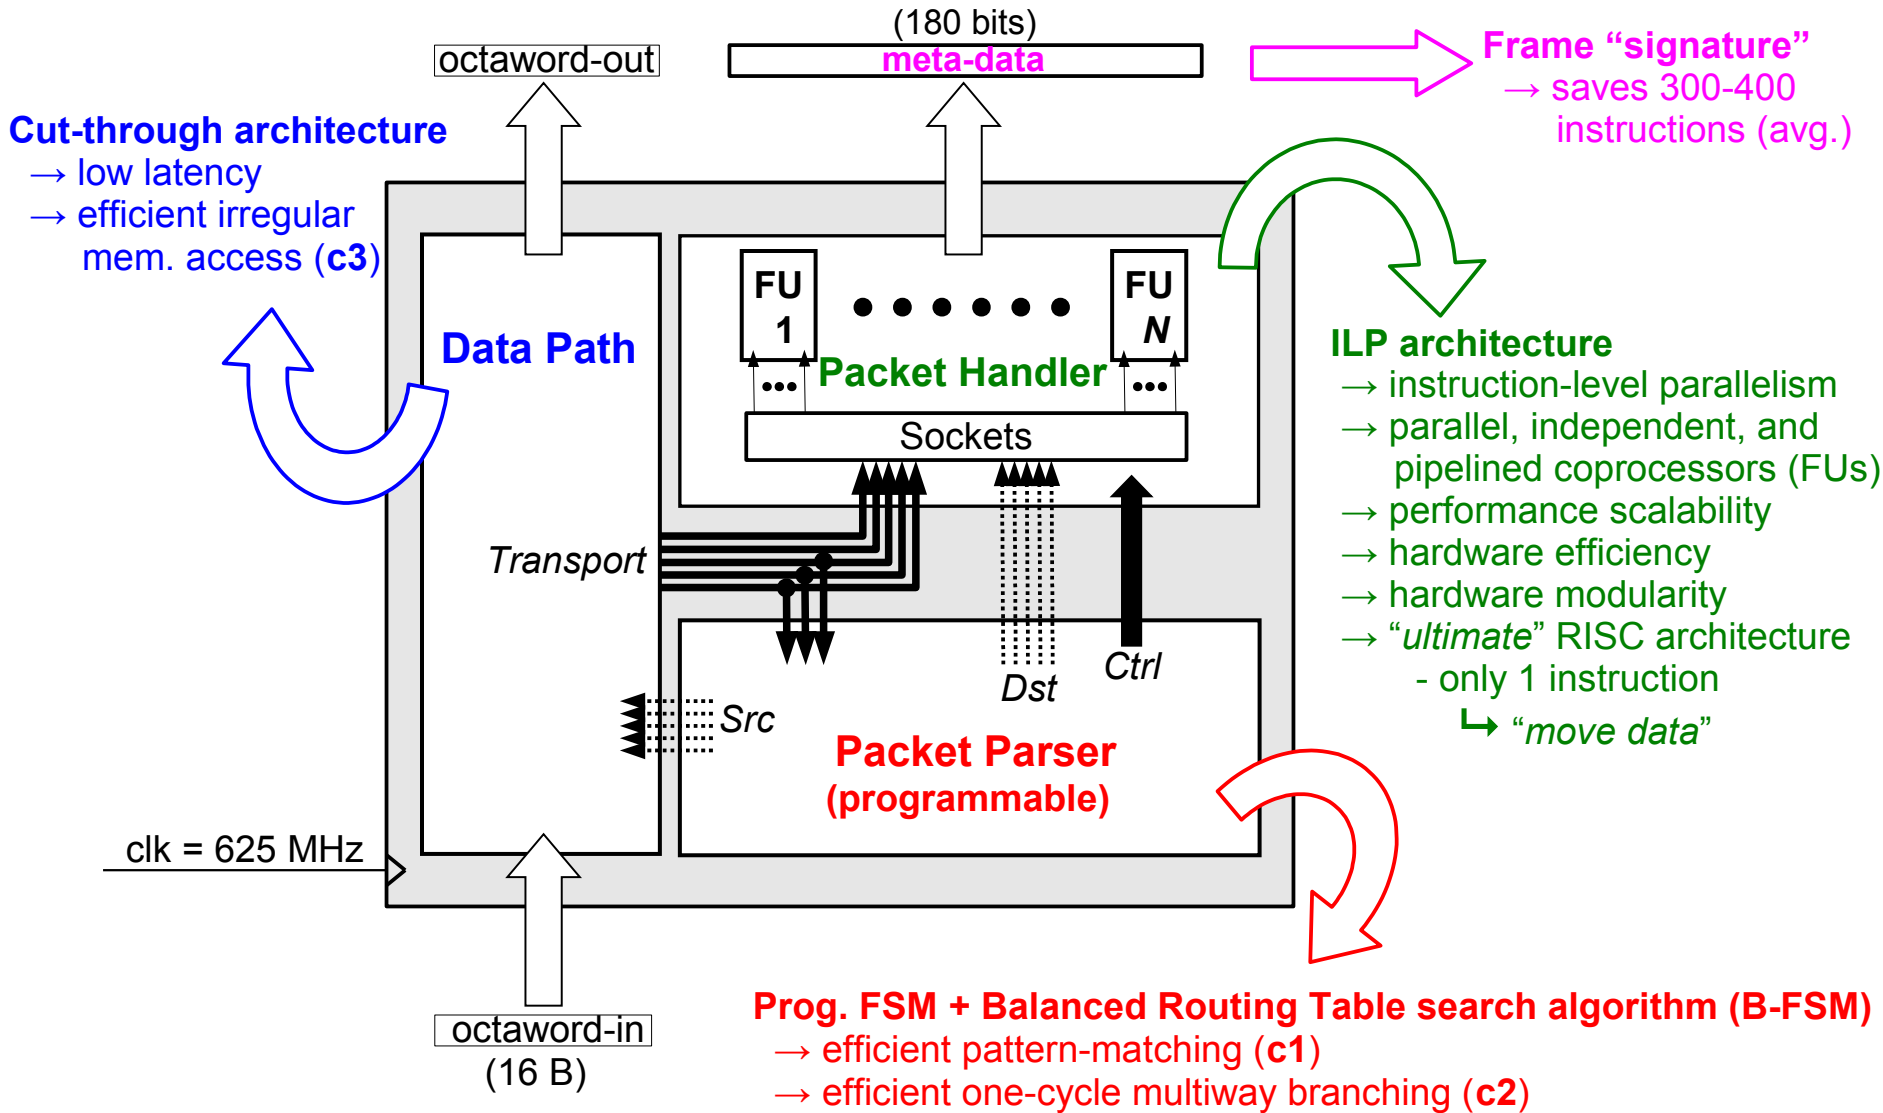 (180 bits)
octaword-out
meta-data
Frame “signature”
→ saves 300-400
instructions (avg.)
Cut-through architecture
→ low latency
→ efficient irregular
mem. access (c3)
FU
1
FU
N
Data Path
Packet Handler
Sockets
ILP architecture
→ instruction-level parallelism
→ parallel, independent, and
pipelined coprocessors (FUs)
→ performance scalability
→ hardware efficiency
→ hardware modularity
→ “ultimate” RISC architecture
- only 1 instruction
“move data”
Transport
Ctrl
Dst
Src
Packet Parser
(programmable)
clk = 625 MHz
octaword-in
(16 B)
Prog. FSM + Balanced Routing Table search algorithm (B-FSM)
→ efficient pattern-matching (c1)
→ efficient one-cycle multiway branching (c2)